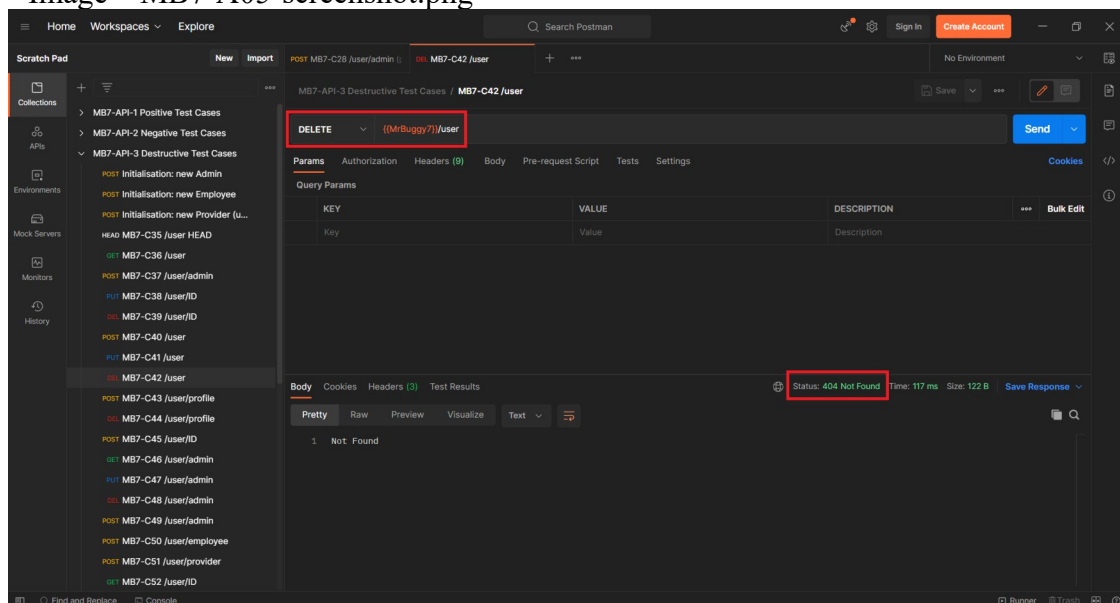 Image MB7-A05-screenshot.png
Home Workspaces Explore Search Postman Sign In Create Account
Scratch Pad New Import POST MB7-C28 /user/admin DEL MB7-C42 /user No Environment
Collections
MB7-API-3 Destructive Test Cases / MB7-C42 /user Save
MB7-API-1 Positive Test Cases
MB7-API-2 Negative Test Cases
DELETE {{MrBuggy7}}/user Send
APIs
MB7-API-3 Destructive Test Cases
Params Authorization Headers (9) Body Pre-request Script Tests Settings Cookies
POST Initialisation: new Admin
Query Params
Environments
POST Initialisation: new Employee
KEY VALUE DESCRIPTION Bulk Edit
POST Initialisation: new Provider (u...
Key Value Description
Mock Servers
HEAD MB7-C35 /user HEAD
GET MB7-C36 /user
Monitors
POST MB7-C37 /user/admin
PUT MB7-C38 /user/ID
History
DEL MB7-C39 /user/ID
POST MB7-C40 /user
PUT MB7-C41 /user
DEL MB7-C42 /user
Body Cookies Headers (3) Test Results Status: 404 Not Found Time: 117 ms Size: 122 B Save Response
POST MB7-C43 /user/profile
Pretty Raw Preview Visualize Text
DEL MB7-C44 /user/profile
1 Not Found
POST MB7-C45 /user/ID
GET MB7-C46 /user/admin
PUT MB7-C47 /user/admin
DEL MB7-C48 /user/admin
POST MB7-C49 /user/admin
POST MB7-C50 /user/employee
POST MB7-C51 /user/provider
GET MB7-C52 /user/ID
Find and Replace Console Runner Trash